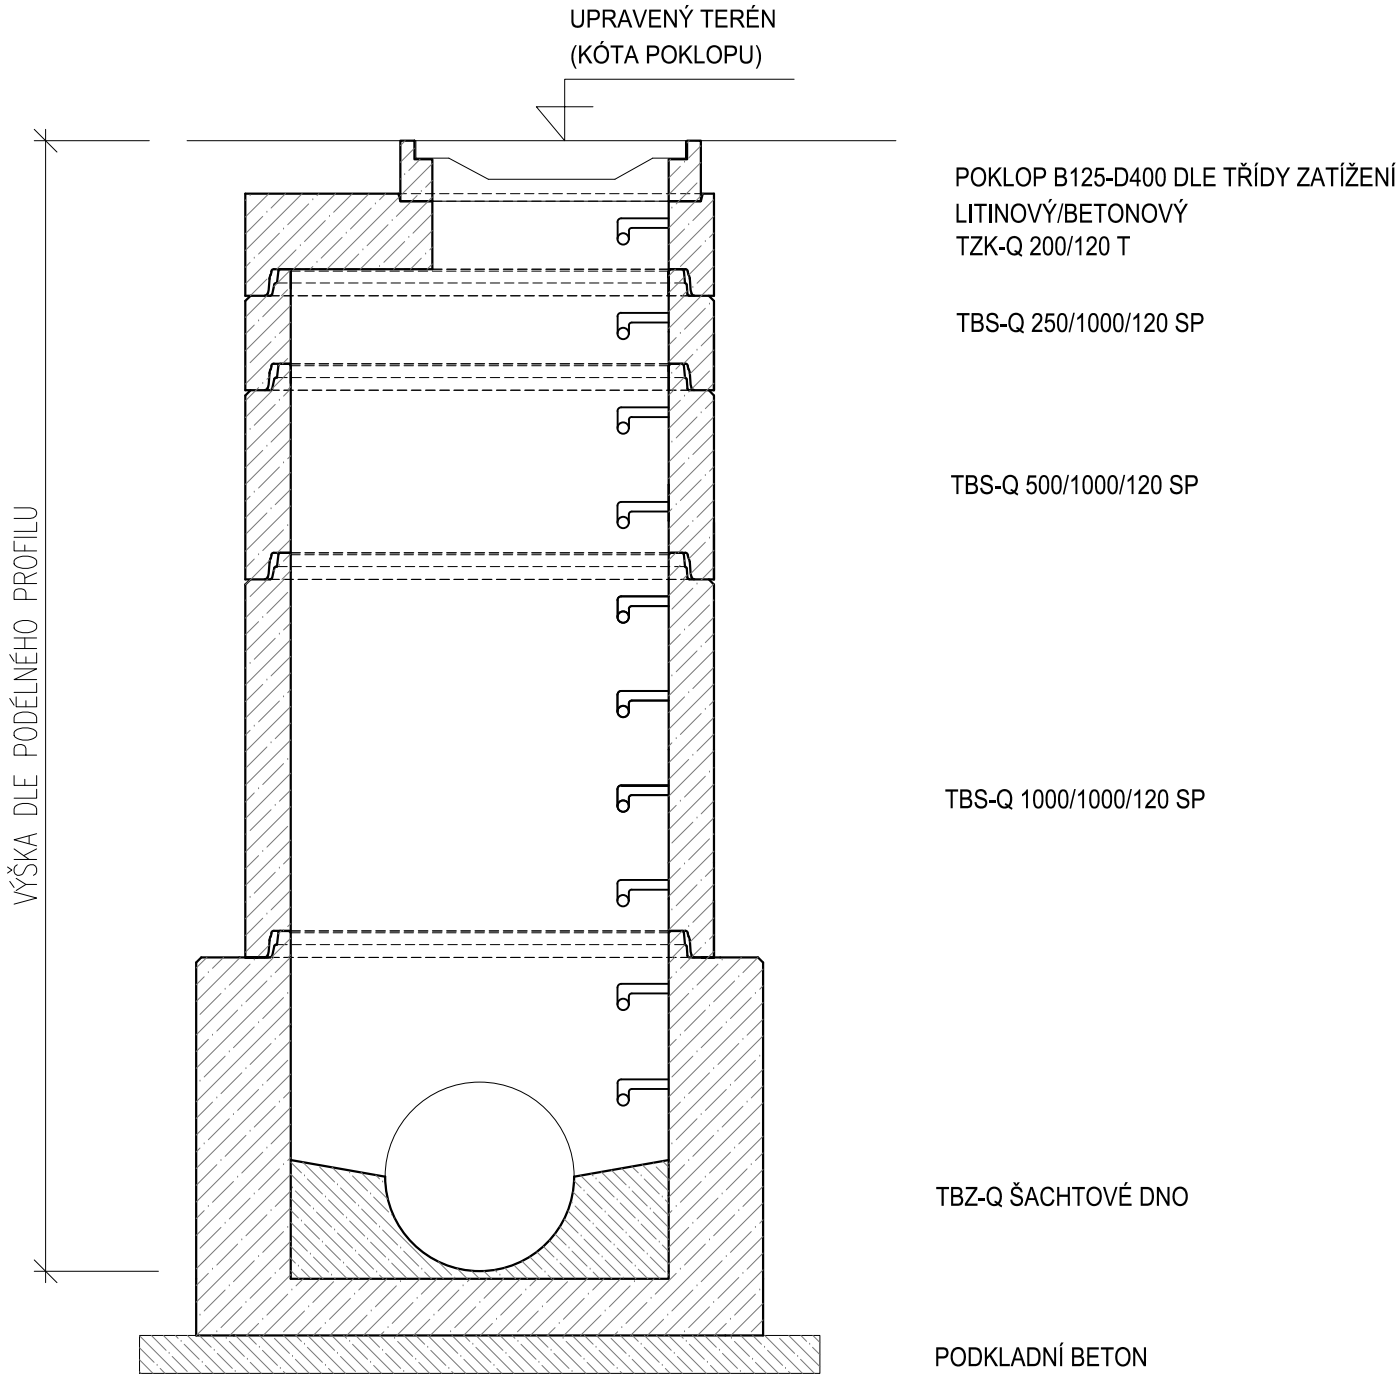 UPRAVENÝ TERÉN
(KÓTA POKLOPU)
POKLOP B125-D400 DLE TŘÍDY ZATÍŽENÍ
LITINOVÝ/BETONOVÝ
TZK-Q 200/120 T
TBS-Q 250/1000/120 SP
TBS-Q 500/1000/120 SP
VÝŠKA DLE PODÉLNÉHO PROFILU
TBS-Q 1000/1000/120 SP
TBZ-Q ŠACHTOVÉ DNO
PODKLADNÍ BETON